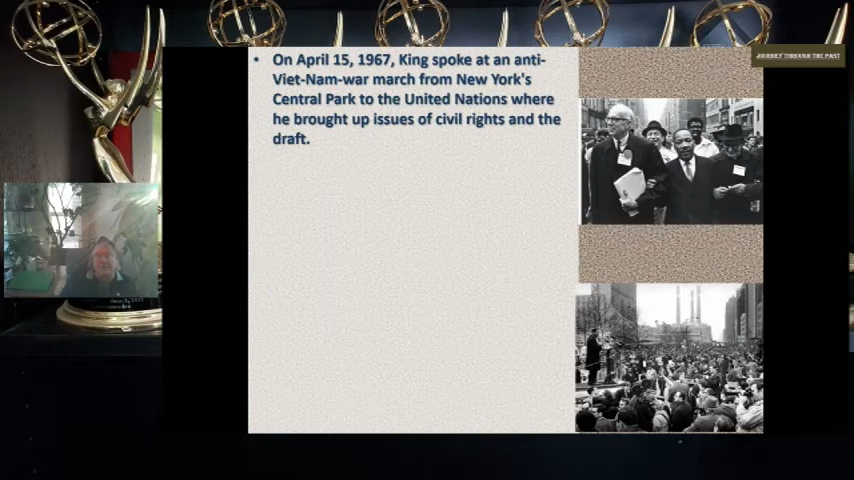 JOURNEY THROUGH THE PAST
• On April 15, 1967, King spoke at an anti-
Viet-Nam-war march from New York's
Central Park to the United Nations where
he brought up issues of civil rights and the
draft.